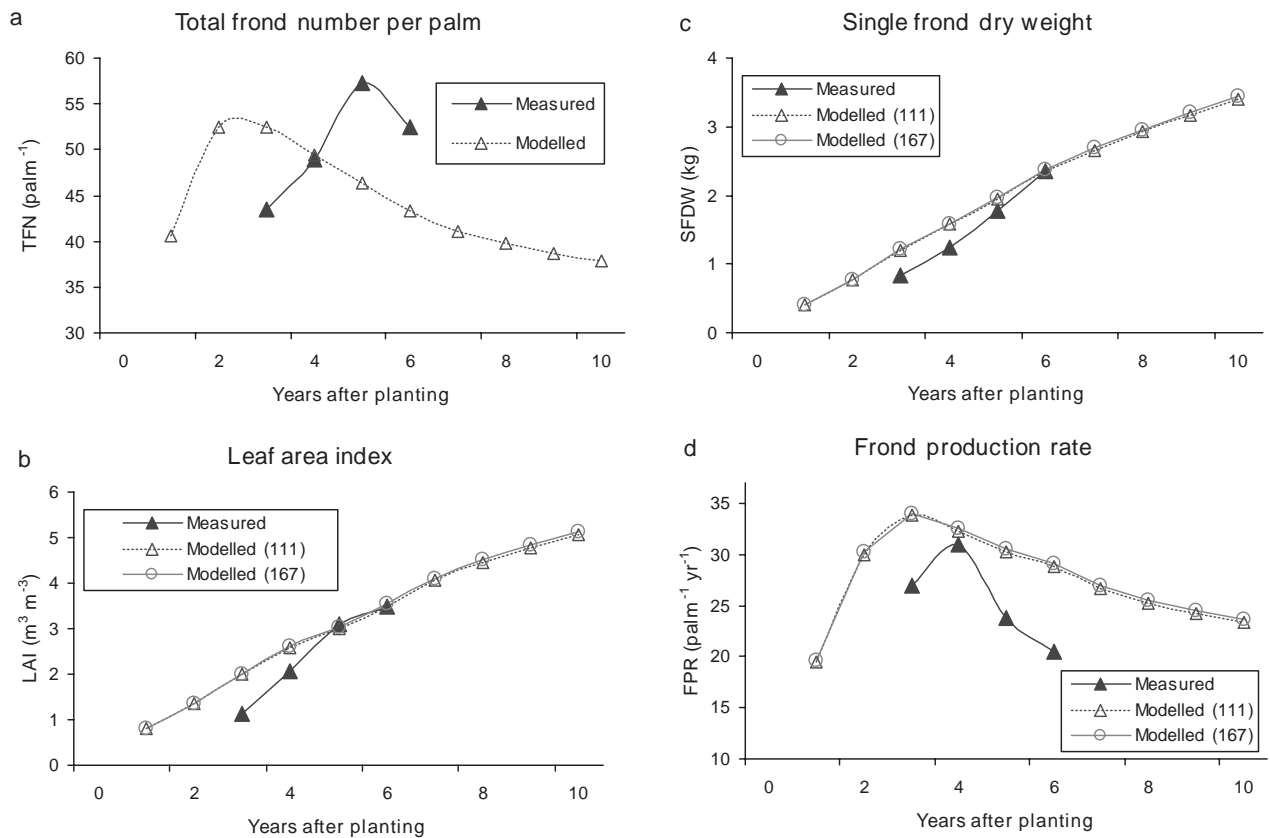 a
Total frond number per palm
60
55
50
45
40
35
30
TFN (palm⁻¹)
Measured
Modelled
0 2 4 6 8 10
Years after planting
c
Single frond dry weight
4
3
2
1
0
SFDW (kg)
Measured
Modelled (111)
Modelled (167)
0 2 4 6 8 10
Years after planting
b
Leaf area index
6
5
4
3
2
1
0
LAI (m³ m⁻³)
Measured
Modelled (111)
Modelled (167)
0 2 4 6 8 10
Years after planting
d
Frond production rate
35
30
25
20
15
10
FPR (palm⁻¹ yr⁻¹)
Measured
Modelled (111)
Modelled (167)
0 2 4 6 8 10
Years after planting